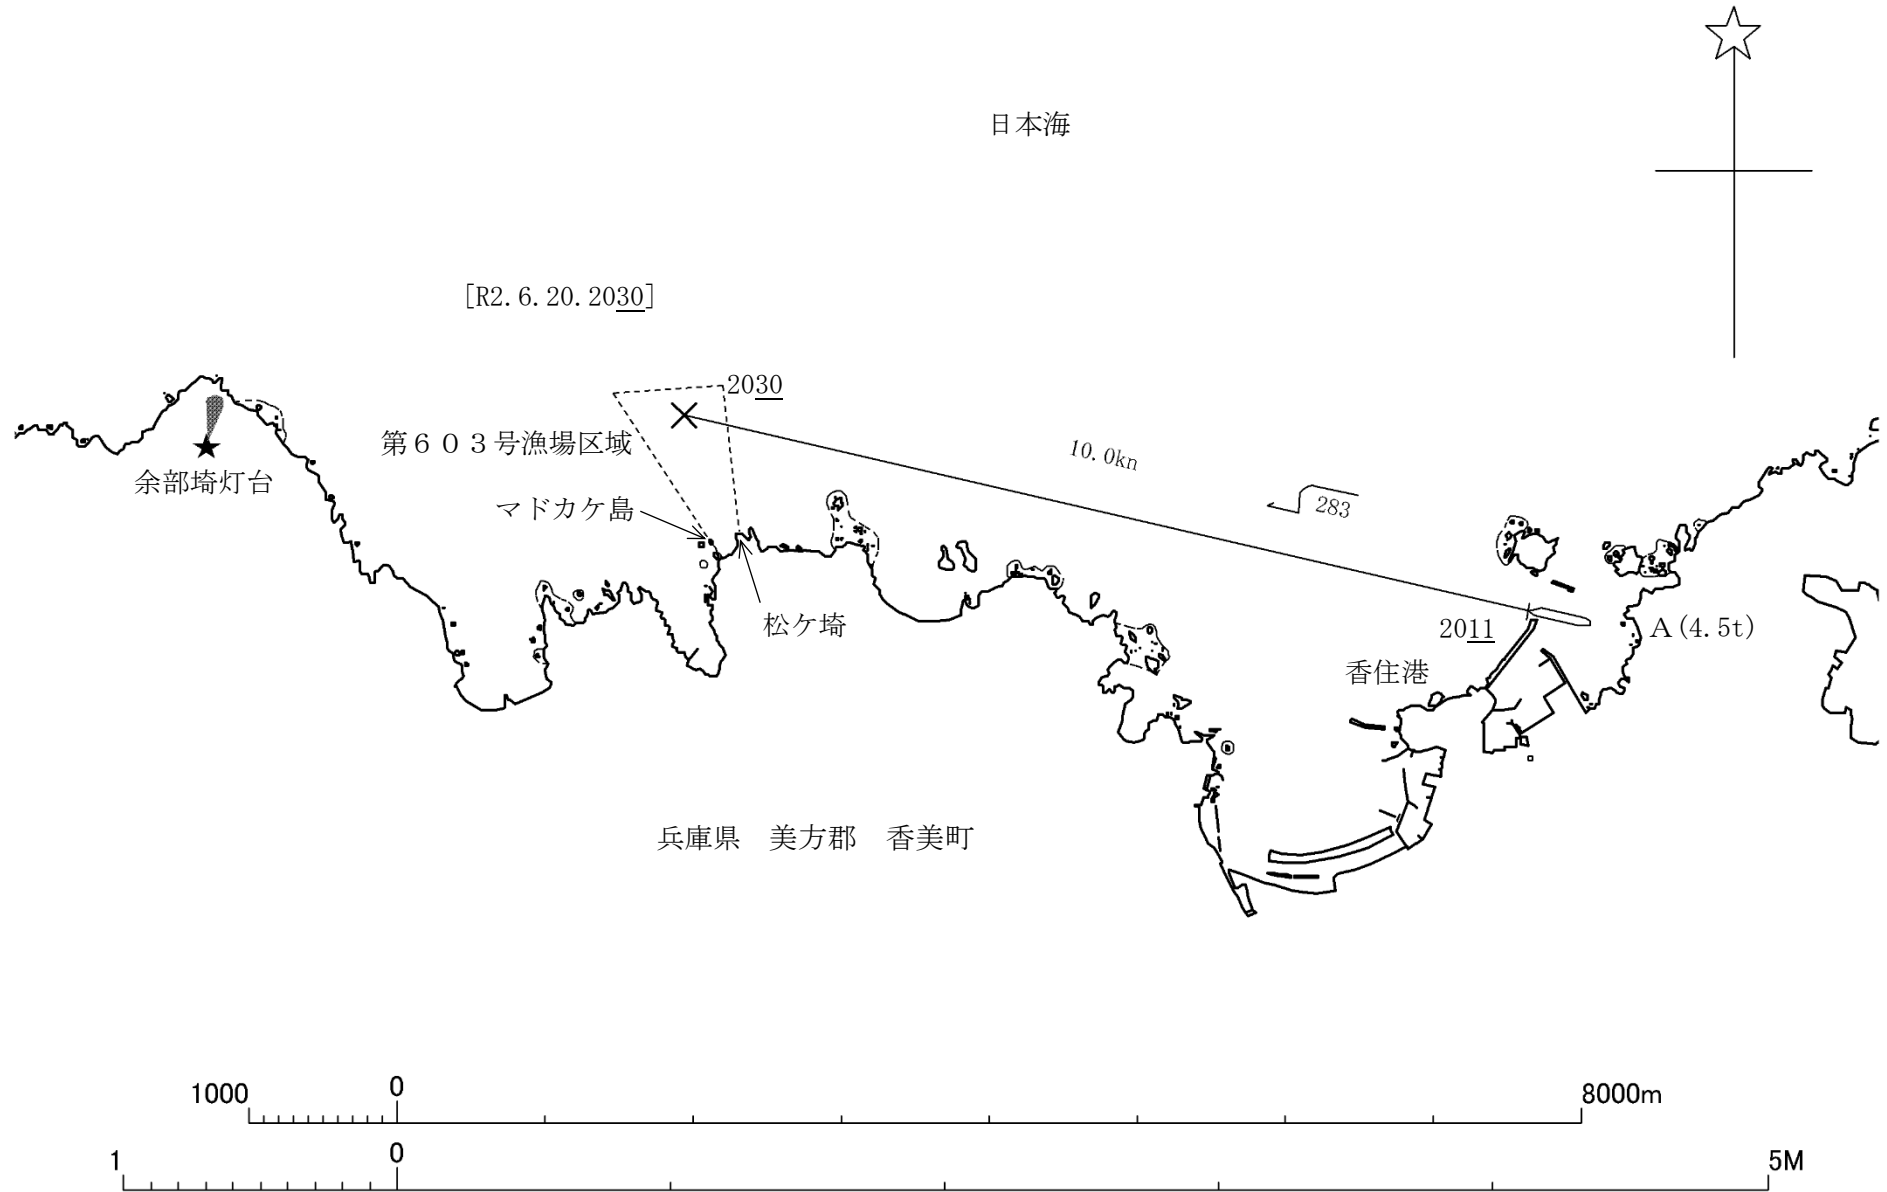 日本海
[R2.6.20.2030]
2030
第６０３号漁場区域
10.0kn
余部埼灯台
マドカケ島
283
松ケ埼
2011
A(4.5t)
香住港
兵庫県　美方郡　香美町
1000 0 8000m
1 0 5M